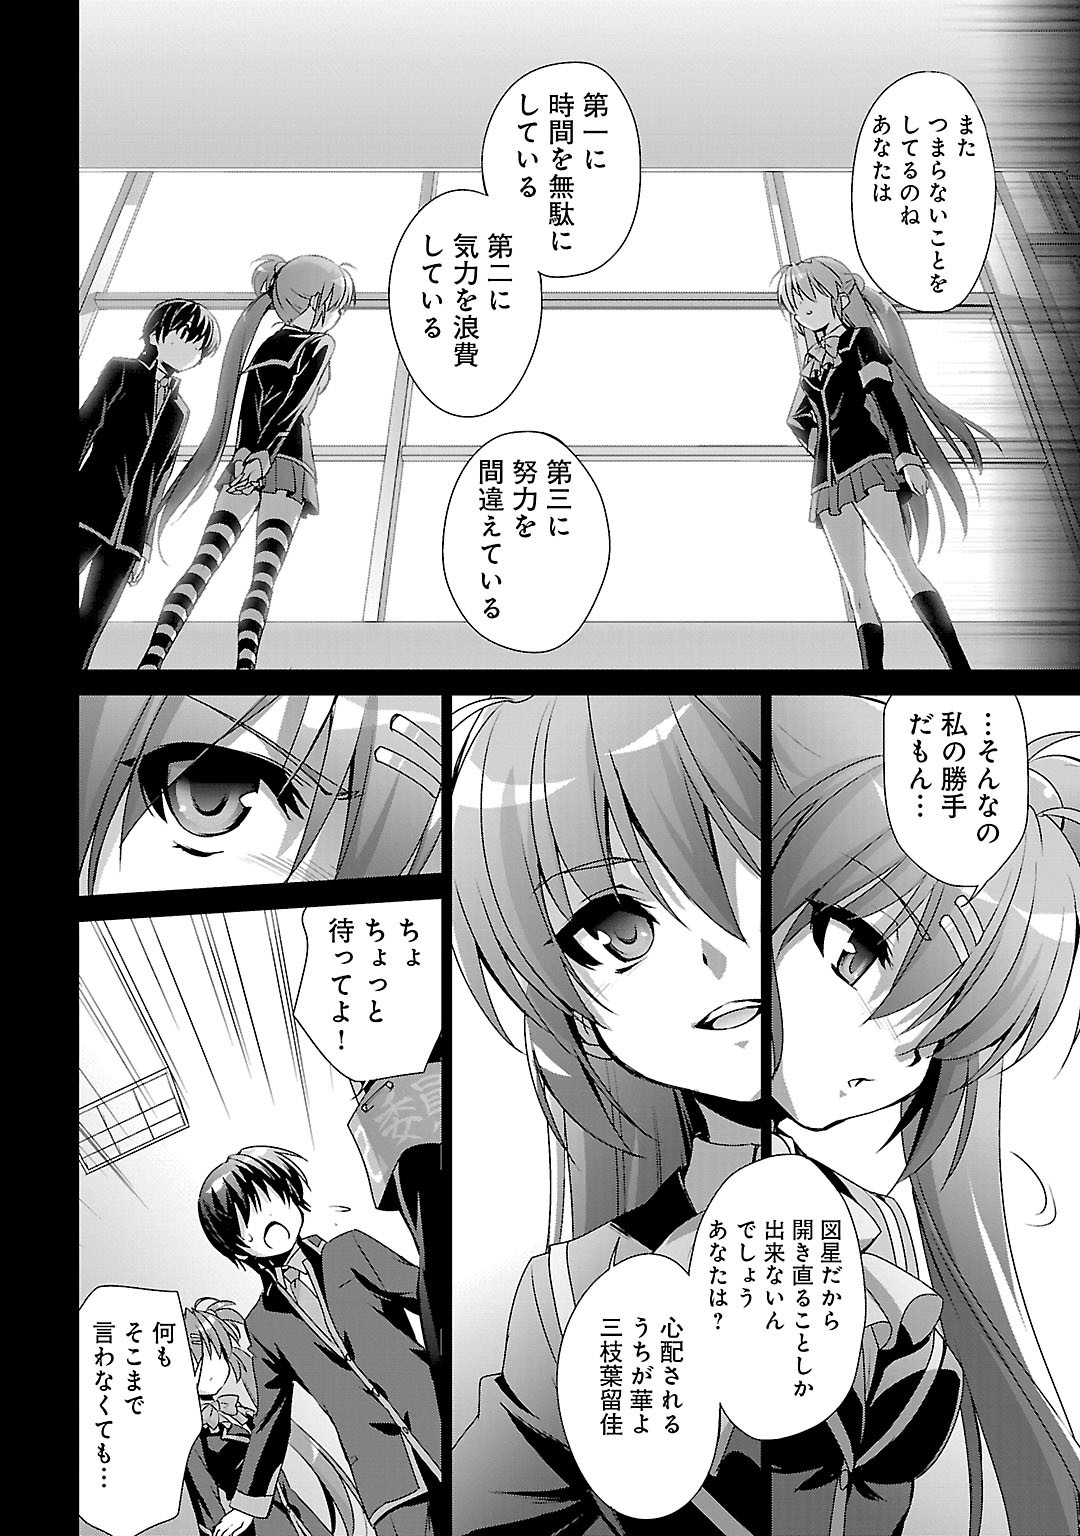 また
つまらないことを
してるのね
あなたは
第一に
時間を無駄に
している
第二に
気力を浪費
している
第三に
努力を
間違えている
…そんなの
私の勝手
だもん…
図星だから
開き直ることしか
出来ないん
でしょう
あなたは?
心配される
うちが華よ
三枝葉留佳
ちょ
ちょっと
待ってよ!
委員
何も
そこまで
言わなくても…